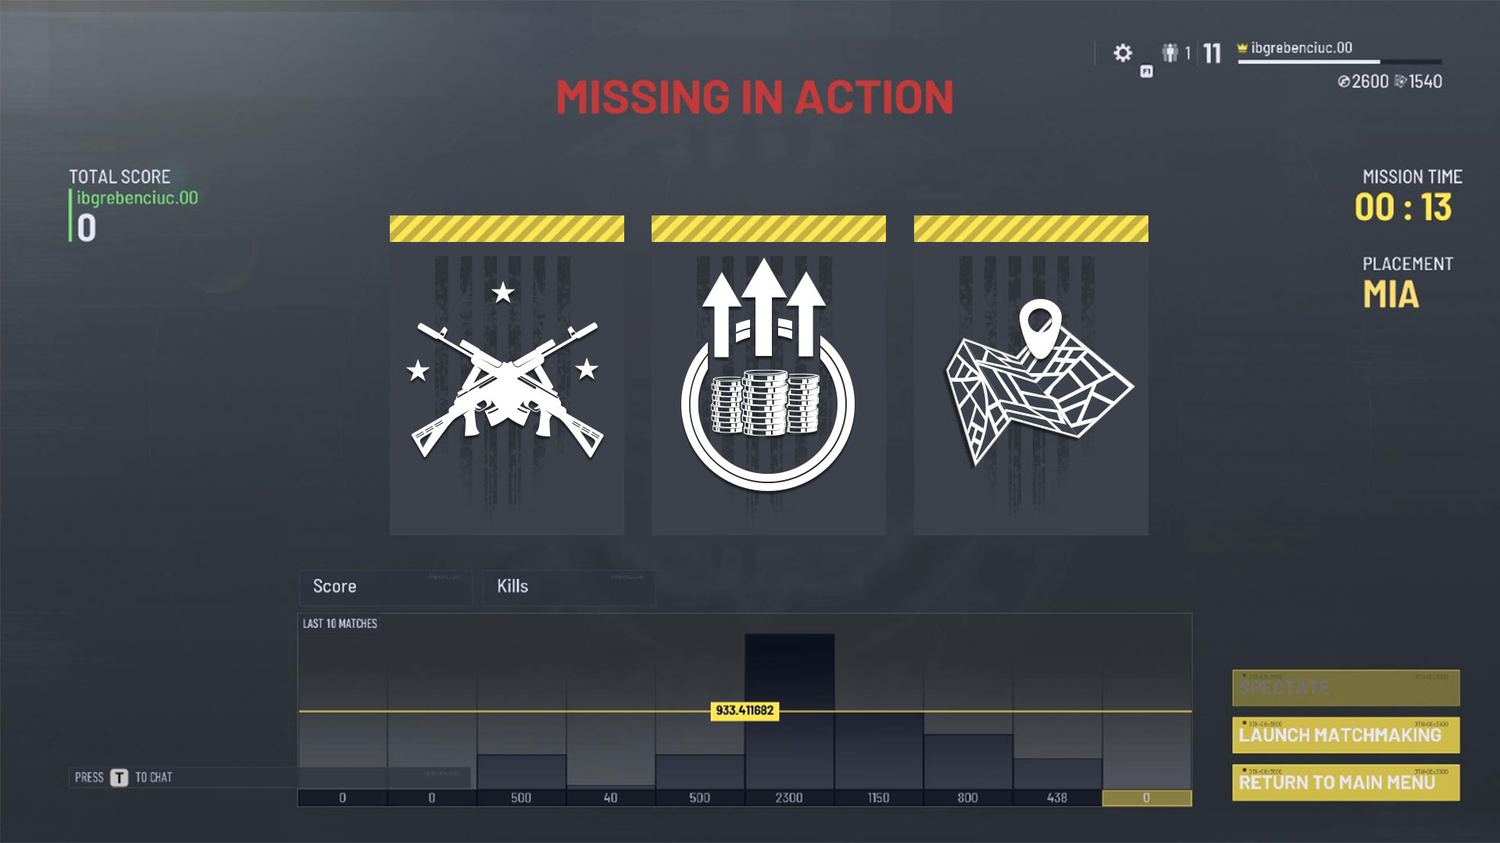 1 11 ibgrebenciuc.00
F1
2600 1540
MISSING IN ACTION
TOTAL SCORE
ibgrebenciuc.00
0
MISSION TIME
00 : 13
PLACEMENT
MIA
Score
Kills
LAST 10 MATCHES
933.411682
0 0 500 40 500 2300 1150 800 438 0
PRESS T TO CHAT
SPECTATE
LAUNCH MATCHMAKING
RETURN TO MAIN MENU